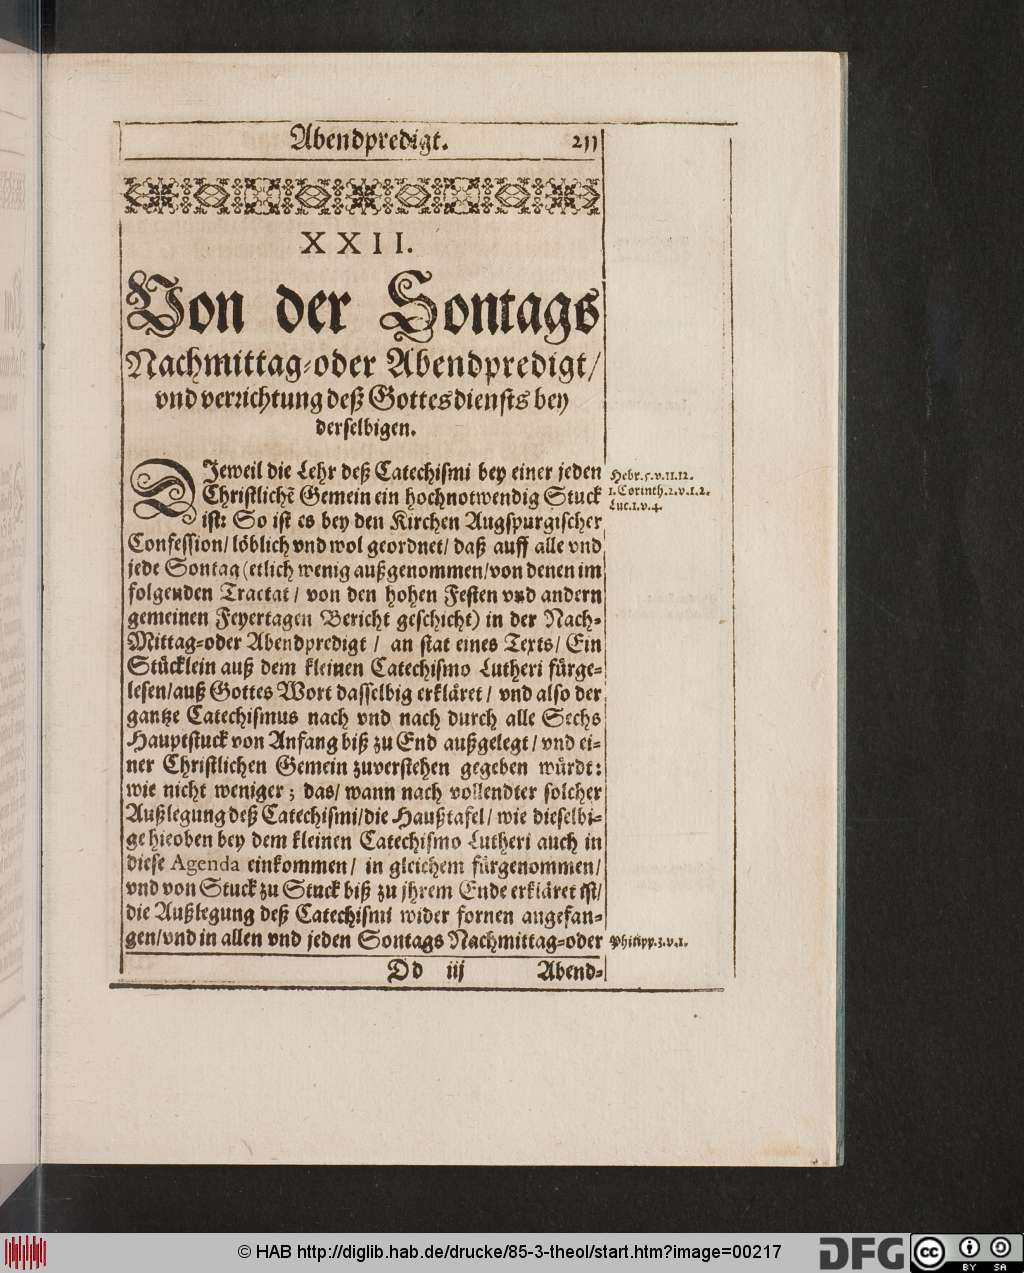 Abendpredigt. 211
XXII.
Von der Sontags
Nachmittag-oder Abendpredigt/
vnd verrichtung deß Gottesdiensts bey
derselbigen.
DJeweil die Lehr deß Catechismi bey einer jeden
Christlichē Gemein ein hochnotwendig Stuck
ist: So ist es bey den Kirchen Augspurgischer
Confession/ löblich vnd wol geordnet/ daß auff alle vnd
jede Sontag (etlich wenig außgenommen/ von denen im
folgenden Tractat/ von den hohen Festen vnd andern
gemeinen Feyertagen Bericht geschicht) in der Nach-
Mittag-oder Abendpredigt/ an stat eines Texts/ Ein
Stücklein auß dem kleinen Catechismo Lutheri fürge-
lesen/ auß Gottes Wort dasselbig erkläret/ vnd also der
gantze Catechismus nach vnd nach durch alle Sechs
Hauptstuck von Anfang biß zu End außgelegt/ vnd ei-
ner Christlichen Gemein zuverstehen gegeben würdt:
wie nicht weniger; das/ wann nach vollendter solcher
Außlegung deß Catechismi/ die Haußtafel/ wie dieselbi-
ge hieoben bey dem kleinen Catechismo Lutheri auch in
diese Agenda einkommen/ in gleichem fürgenommen/
vnd von Stuck zu Stuck biß zu jhrem Ende erkläret ist/
die Außlegung deß Catechismi wider fornen angefan-
gen/ vnd in allen vnd jeden Sontags Nachmittag-oder
Dd iij Abend-
Hebr.5.v.11.12.
1.Corinth.2.v.1.2.
Luc.1.v.4.
Philipp.3.v.1.
© HAB http://diglib.hab.de/drucke/85-3-theol/start.htm?image=00217
DFG
cc BY SA